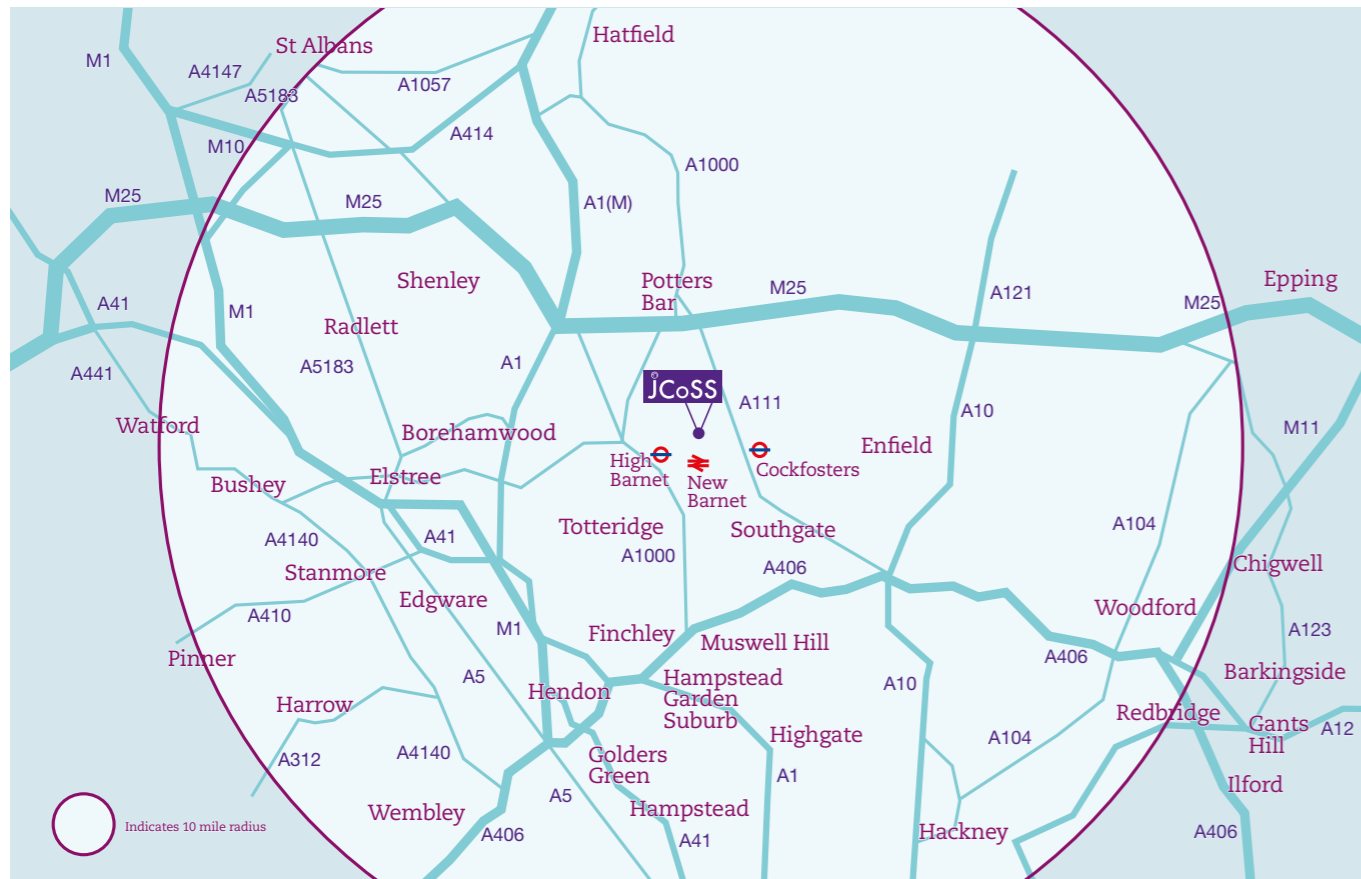 Hatfield
St Albans
M1
A4147
A1057
A5183
A414
M10
A1000
M25
M25
A1(M)
Shenley
Potters
Bar
M25
A121
M25
Epping
A41
M1
Radlett
A5183
A1
A441
JCoSS
A111
A10
Watford
Borehamwood
Enfield
M11
High
Barnet
New
Barnet
Cockfosters
Elstree
Bushey
A4140
A41
Totteridge
A1000
Southgate
A406
A104
Stanmore
Chigwell
Edgware
A410
M1
Finchley
Muswell Hill
Woodford
A123
Pinner
A406
A5
Hendon
Hampstead
Garden
Suburb
A10
Barkingside
Harrow
Redbridge
Gants
Hill
A12
Highgate
A104
A312
A4140
Golders
Green
A1
Ilford
Wembley
A5
Hampstead
Indicates 10 mile radius
A406
A41
Hackney
A406